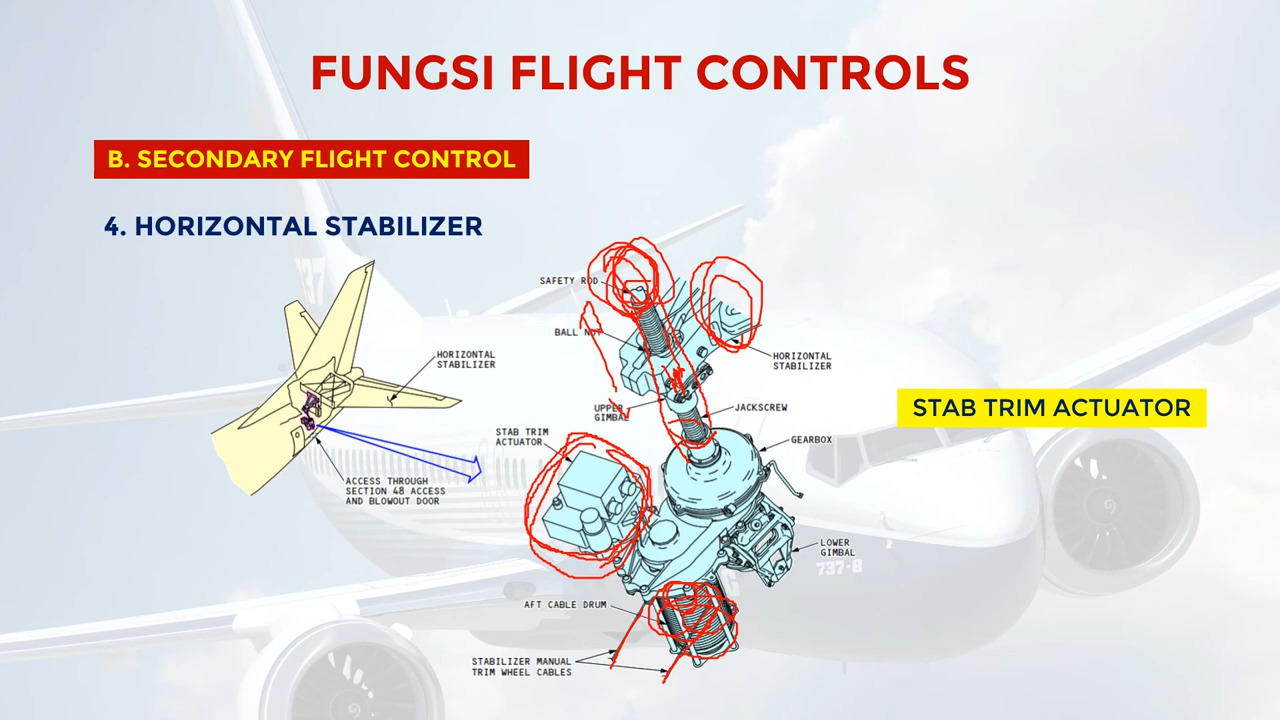 FUNGSI FLIGHT CONTROLS
B. SECONDARY FLIGHT CONTROL
4. HORIZONTAL STABILIZER
HORIZONTAL
STABILIZER
ACCESS THROUGH
SECTION 48 ACCESS
AND BLOWOUT DOOR
SAFETY ROD
BALL NUT
HORIZONTAL
STABILIZER
UPPER
GIMBAL
JACKSCREW
STAB TRIM
ACTUATOR
GEARBOX
LOWER
GIMBAL
AFT CABLE DRUM
STABILIZER MANUAL
TRIM WHEEL CABLES
STAB TRIM ACTUATOR
737-8
737